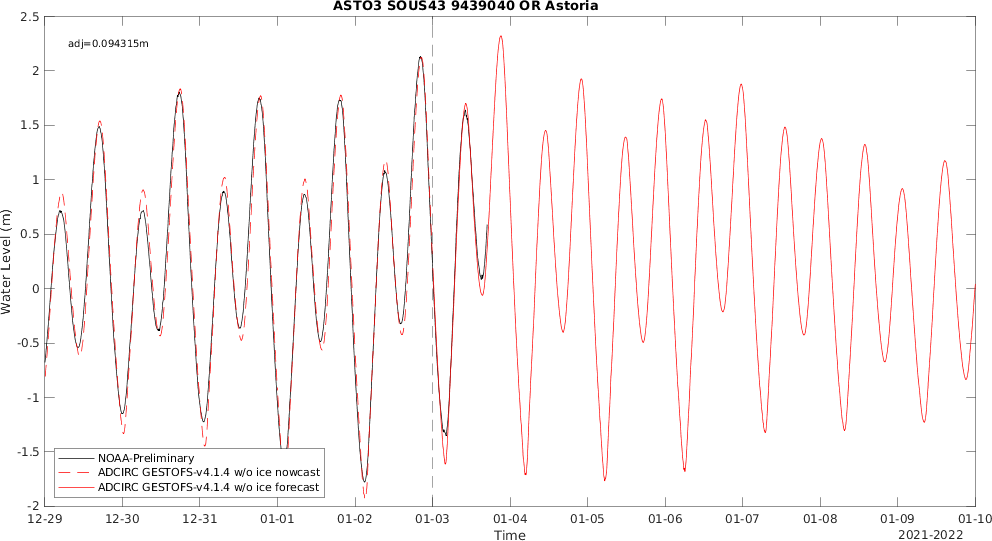 ASTO3 SOUS43 9439040 OR Astoria
adj=0.094315m
Water Level (m)
2.5
2
1.5
1
0.5
0
-0.5
-1
-1.5
-2
NOAA-Preliminary
ADCIRC GESTOFS-v4.1.4 w/o ice nowcast
ADCIRC GESTOFS-v4.1.4 w/o ice forecast
12-29 12-30 12-31 01-01 01-02 01-03 01-04 01-05 01-06 01-07 01-08 01-09 01-10
Time
2021-2022